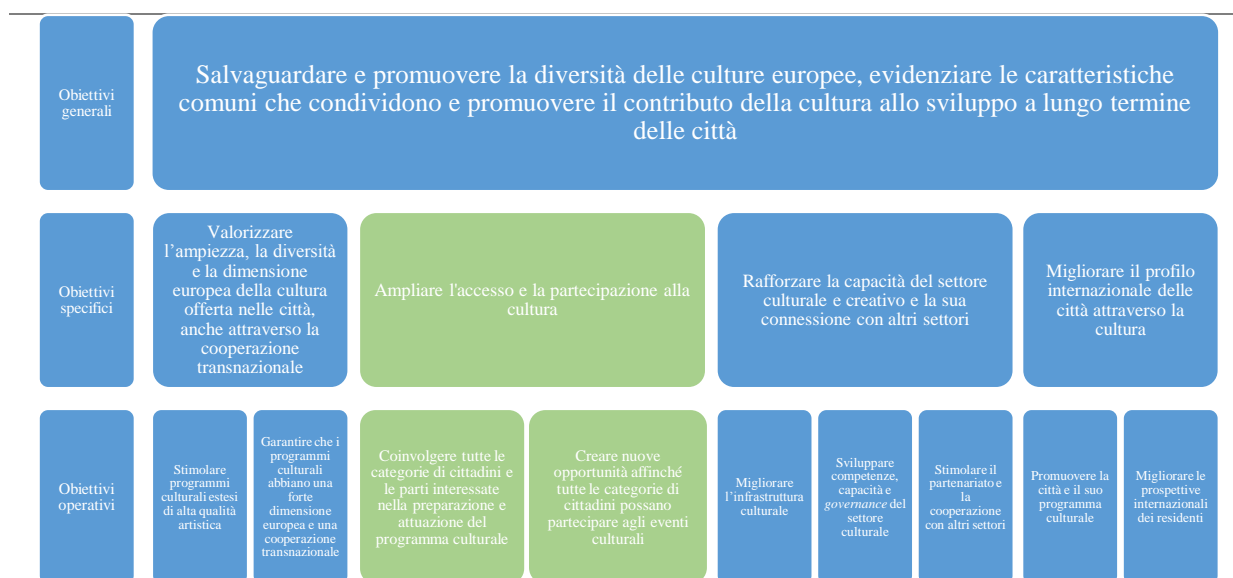 Obiettivi
generali
Salvaguardare e promuovere la diversità delle culture europee, evidenziare le caratteristiche
comuni che condividono e promuovere il contributo della cultura allo sviluppo a lungo termine
delle città
Obiettivi
specifici
Valorizzare
l’ampiezza, la diversità
e la dimensione
europea della cultura
offerta nelle città,
anche attraverso la
cooperazione
transnazionale
Ampliare l'accesso e la partecipazione alla
cultura
Rafforzare la capacità del settore
culturale e creativo e la sua
connessione con altri settori
Migliorare il profilo
internazionale delle
città attraverso la
cultura
Obiettivi
operativi
Stimolare
programmi
culturali estesi
di alta qualità
artistica
Garantire che i
programmi
culturali
abbiano una
forte
dimensione
europea e una
cooperazione
transnazionale
Coinvolgere tutte le
categorie di cittadini e
le parti interessate
nella preparazione e
attuazione del
programma culturale
Creare nuove
opportunità affinché
tutte le categorie di
cittadini possano
partecipare agli eventi
culturali
Migliorare
l’infrastruttura
culturale
Sviluppare
competenze,
capacità e
governance del
settore
culturale
Stimolare il
partenariato e
la
cooperazione
con altri settori
Promuovere la
città e il suo
programma
culturale
Migliorare le
prospettive
internazionali
dei residenti